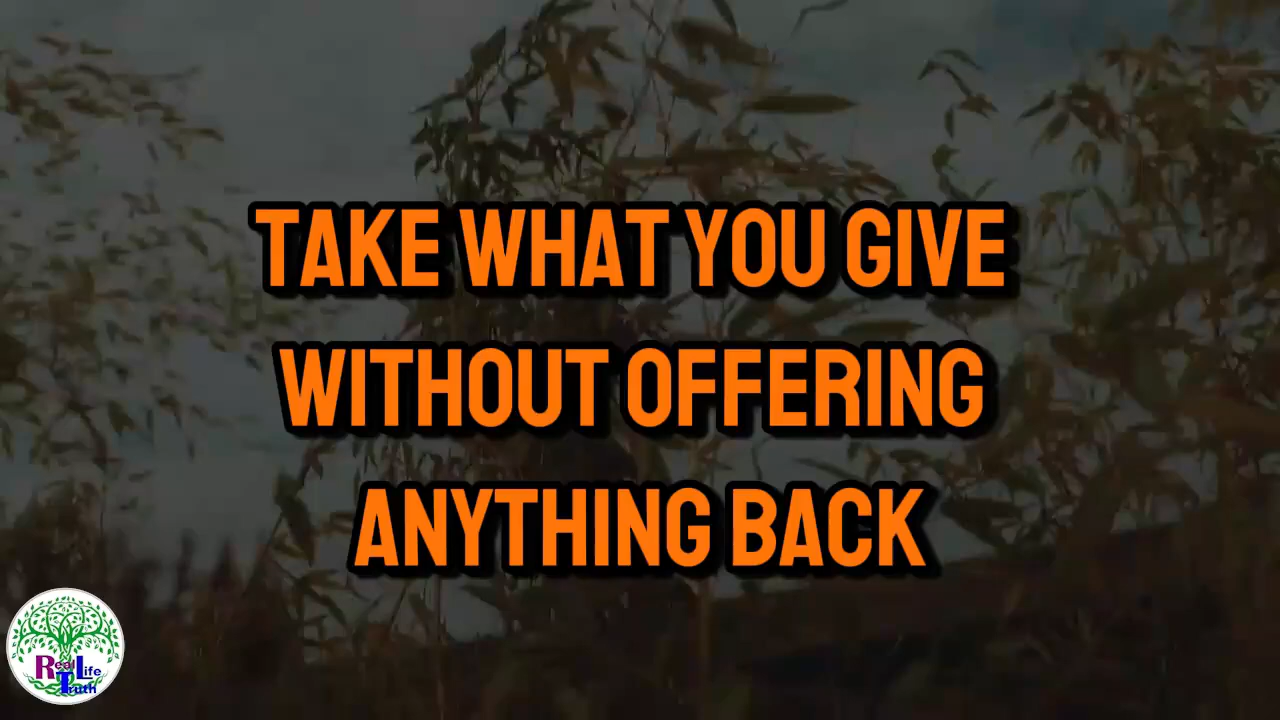 TAKE WHAT YOU GIVE
WITHOUT OFFERING
ANYTHING BACK
Real Life
Truth